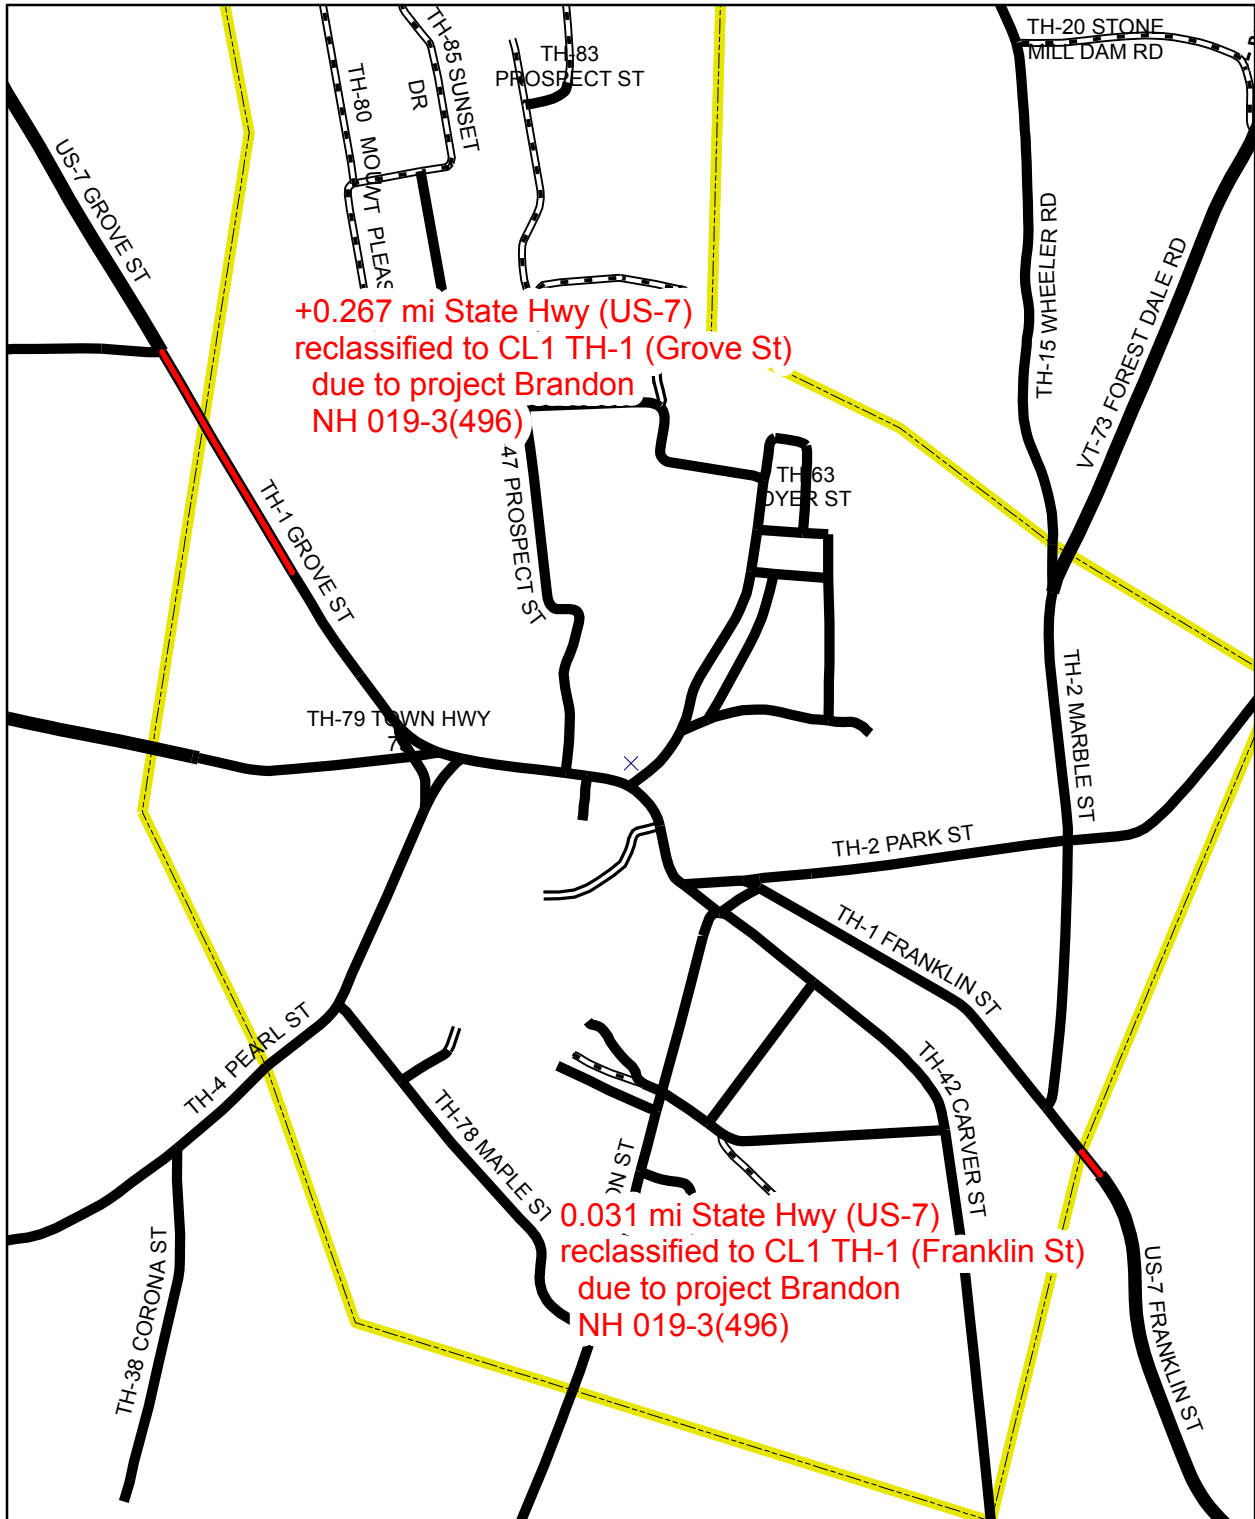 TH-20 STONE
MILL DAM RD
TH-85 SUNSET
DR
TH-83
PROSPECT ST
TH-80 MOUNT PLEAS
US-7 GROVE ST
TH-15 WHEELER RD
VT-73 FOREST DALE RD
+0.267 mi State Hwy (US-7)
reclassified to CL1 TH-1 (Grove St)
due to project Brandon
NH 019-3(496)
47 PROSPECT ST
TH-63
DYER ST
TH-1 GROVE ST
TH-79 TOWN HWY
TH-2 MARBLE ST
TH-2 PARK ST
TH-1 FRANKLIN ST
TH-4 PEARL ST
TH-42 CARVER ST
TH-78 MAPLE ST
ON ST
0.031 mi State Hwy (US-7)
reclassified to CL1 TH-1 (Franklin St)
due to project Brandon
NH 019-3(496)
TH-38 CORONA ST
US-7 FRANKLIN ST